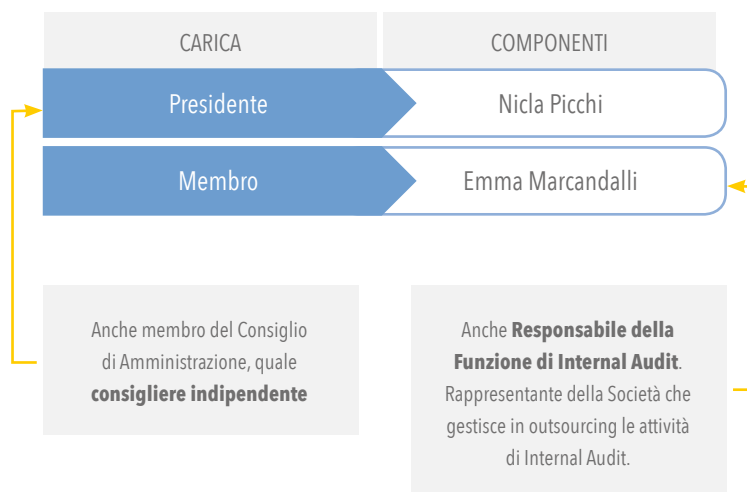 CARICA
COMPONENTI
Presidente
Nicla Picchi
Membro
Emma Marcandalli
Anche membro del Consiglio
di Amministrazione, quale
consigliere indipendente
Anche Responsabile della
Funzione di Internal Audit.
Rappresentante della Società che
gestisce in outsourcing le attività
di Internal Audit.